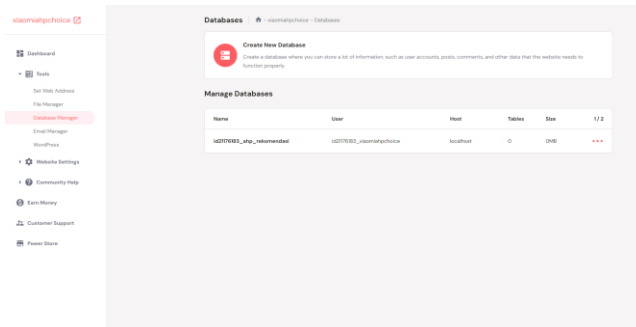 xiaomiahpchoice
Dashboard
Tools
Set Web Address
File Manager
Database Manager
Email Manager
WordPress
Website Settings
Community Help
Earn Money
Customer Support
Power Store
Databases
- xiaomiahpchoice - Databases
Create New Database
Create a database where you can store a lot of information, such as user accounts, posts, comments, and other data that the website needs to
function properly.
Manage Databases
Name User Host Tables Size 1 / 2
id21176183_ahp_rekomendasi id21176183_xiaomiahpchoice localhost 0 0MB